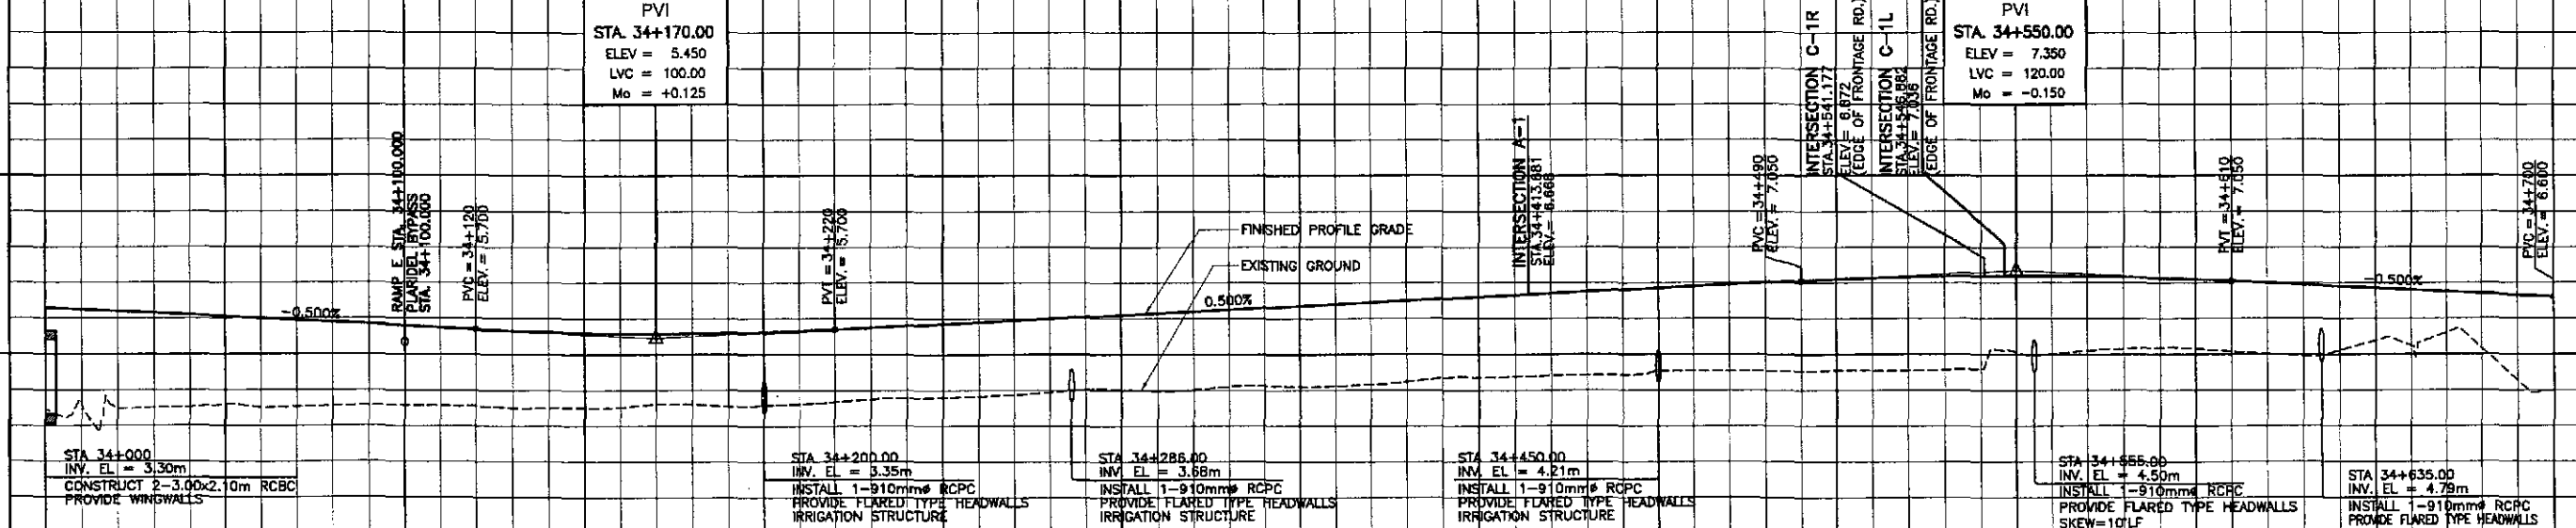 PVI
STA. 34+170.00
ELEV = 5.450
LVC = 100.00
Mo = +0.125
RAMP E STA. 34+100.000
PLARIDEL BYPASS
STA. 34+100.000
PVC = 34+120
ELEV. = 5.700
PVT = 34+220
ELEV. = 5.700
FINISHED PROFILE GRADE
EXISTING GROUND
INTERSECTION A-1
STA.34+413.681
ELEV.= 6.668
PVC = 34+490
ELEV. = 7.050
INTERSECTION C-1R
STA.34+541.177
ELEV.= 6.872
(EDGE OF FRONTAGE RD.)
INTERSECTION C-1L
STA.34+546.882
ELEV.= 7.036
(EDGE OF FRONTAGE RD.)
PVI
STA. 34+550.00
ELEV = 7.350
LVC = 120.00
Mo = -0.150
PVT = 34+610
ELEV. = 7.050
PVC = 34+700
ELEV. = 6.600
-0.500%
0.500%
-0.500%
STA 34+000
INV. EL = 3.30m
CONSTRUCT 2-3.00x2.10m RCBC
PROVIDE WINGWALLS
STA 34+200.00
INV. EL = 3.35m
INSTALL 1-910mmø RCPC
PROVIDE FLARED TYPE HEADWALLS
IRRIGATION STRUCTURE
STA 34+286.00
INV. EL = 3.68m
INSTALL 1-910mmø RCPC
PROVIDE FLARED TYPE HEADWALLS
IRRIGATION STRUCTURE
STA 34+450.00
INV. EL = 4.21m
INSTALL 1-910mmø RCPC
PROVIDE FLARED TYPE HEADWALLS
IRRIGATION STRUCTURE
STA 34+555.00
INV. EL = 4.50m
INSTALL 1-910mmø RCPC
PROVIDE FLARED TYPE HEADWALLS
SKEW=10°LF
STA 34+635.00
INV. EL = 4.79m
INSTALL 1-910mmø RCPC
PROVIDE FLARED TYPE HEADWALLS